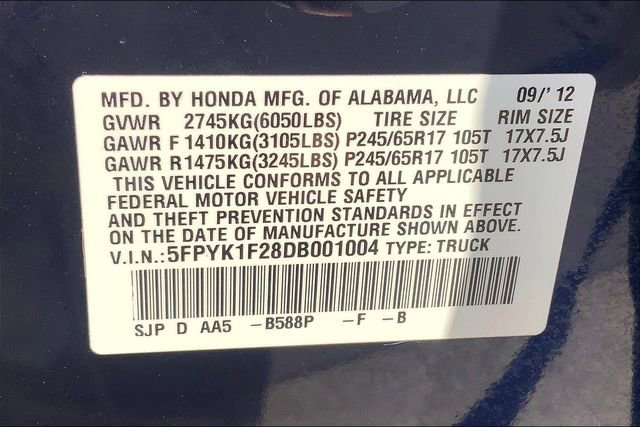 MFD. BY HONDA MFG. OF ALABAMA, LLC 09/' 12
GVWR 2745KG(6050LBS) TIRE SIZE RIM SIZE
GAWR F 1410KG(3105LBS) P245/65R17 105T 17X7.5J
GAWR R1475KG(3245LBS) P245/65R17 105T 17X7.5J
THIS VEHICLE CONFORMS TO ALL APPLICABLE
FEDERAL MOTOR VEHICLE SAFETY
AND THEFT PREVENTION STANDARDS IN EFFECT
ON THE DATE OF MANUFACTURE SHOWN ABOVE.
V.I.N.:5FPYK1F28DB001004 TYPE: TRUCK
SJP D AA5 -B588P -F -B